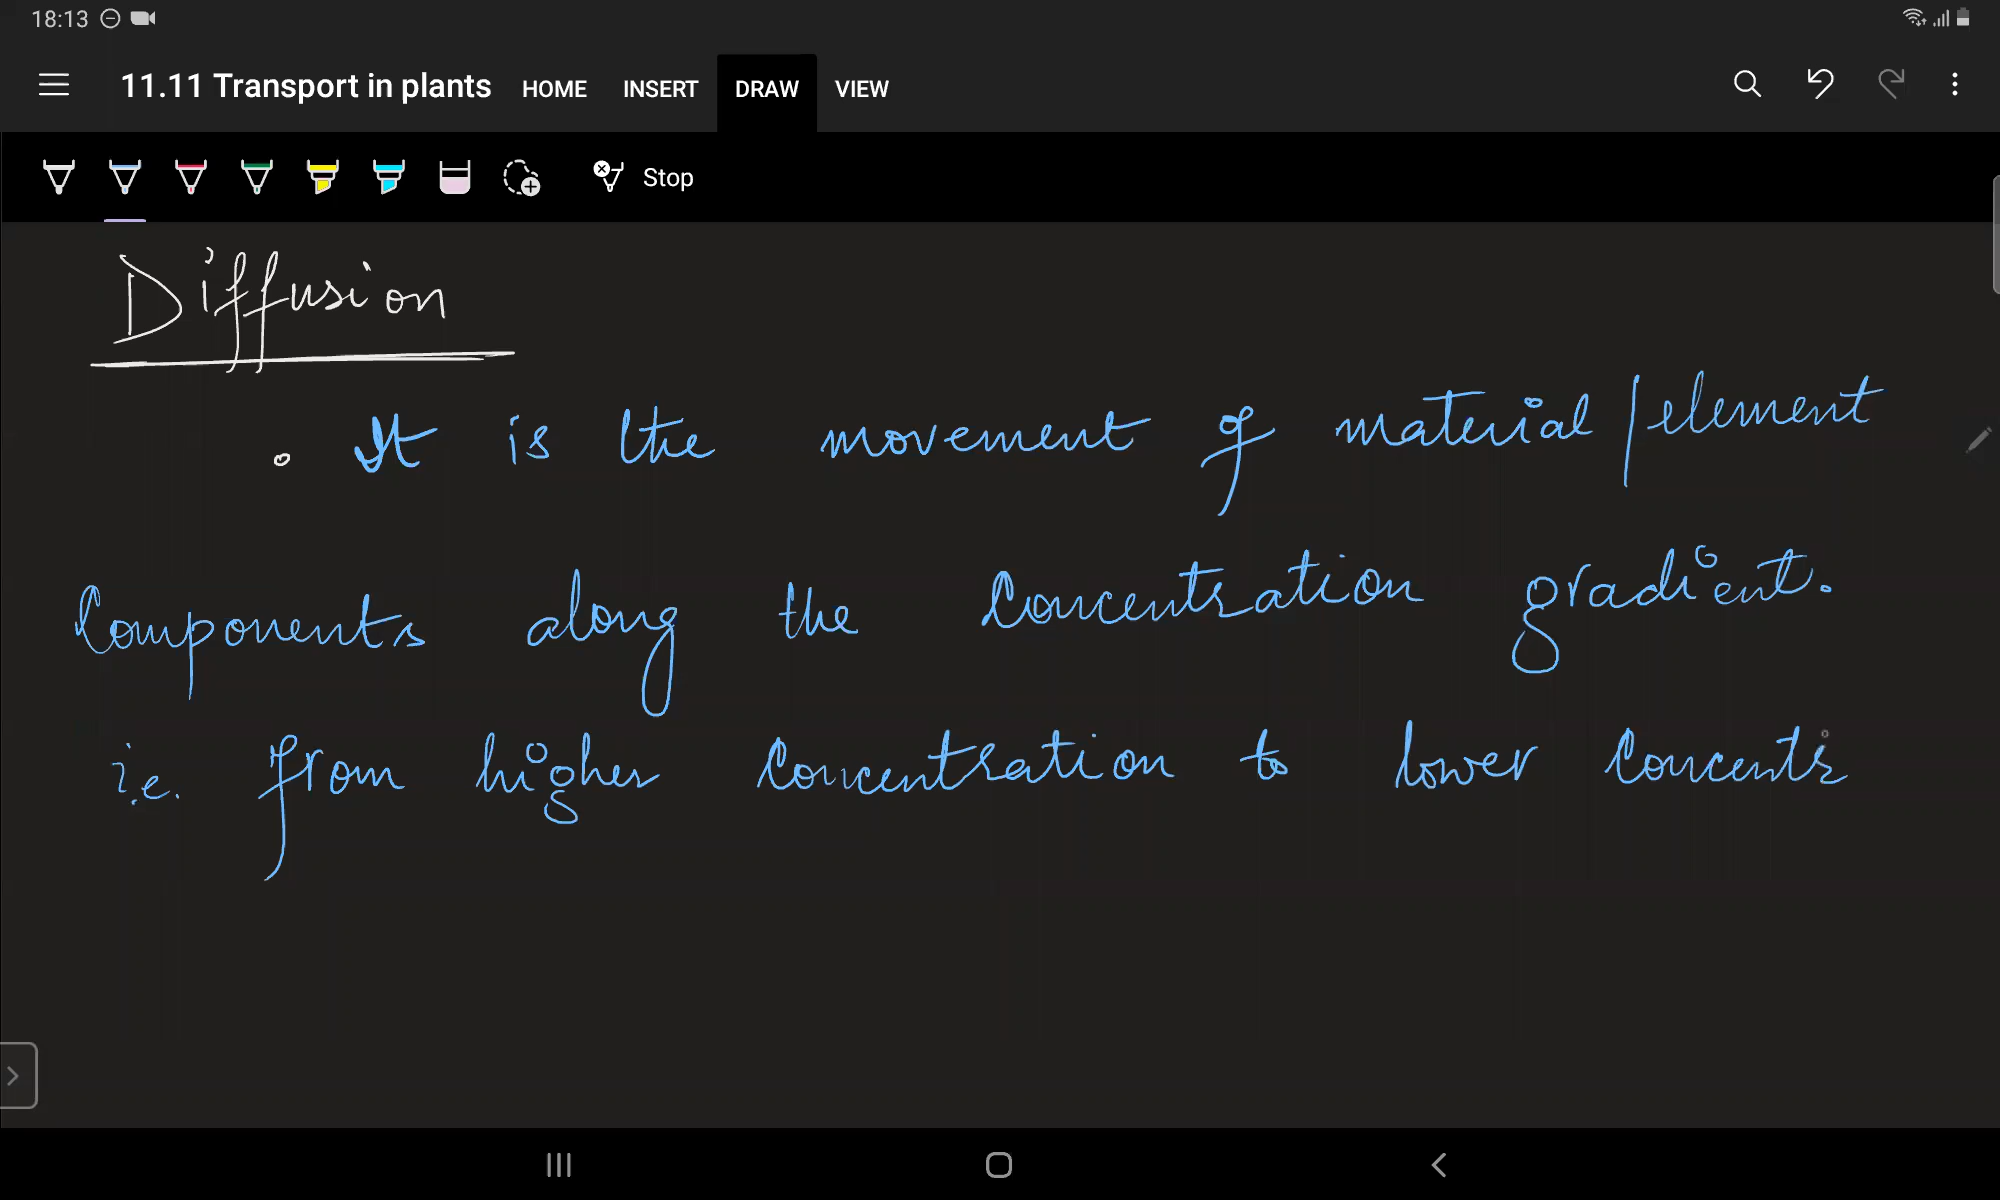 18:13
11.11 Transport in plants HOME INSERT DRAW VIEW
Stop
Diffusion
It is the movement of material/element
Components along the Concentration gradient.
i.e. from higher Concentration to lower Concentr